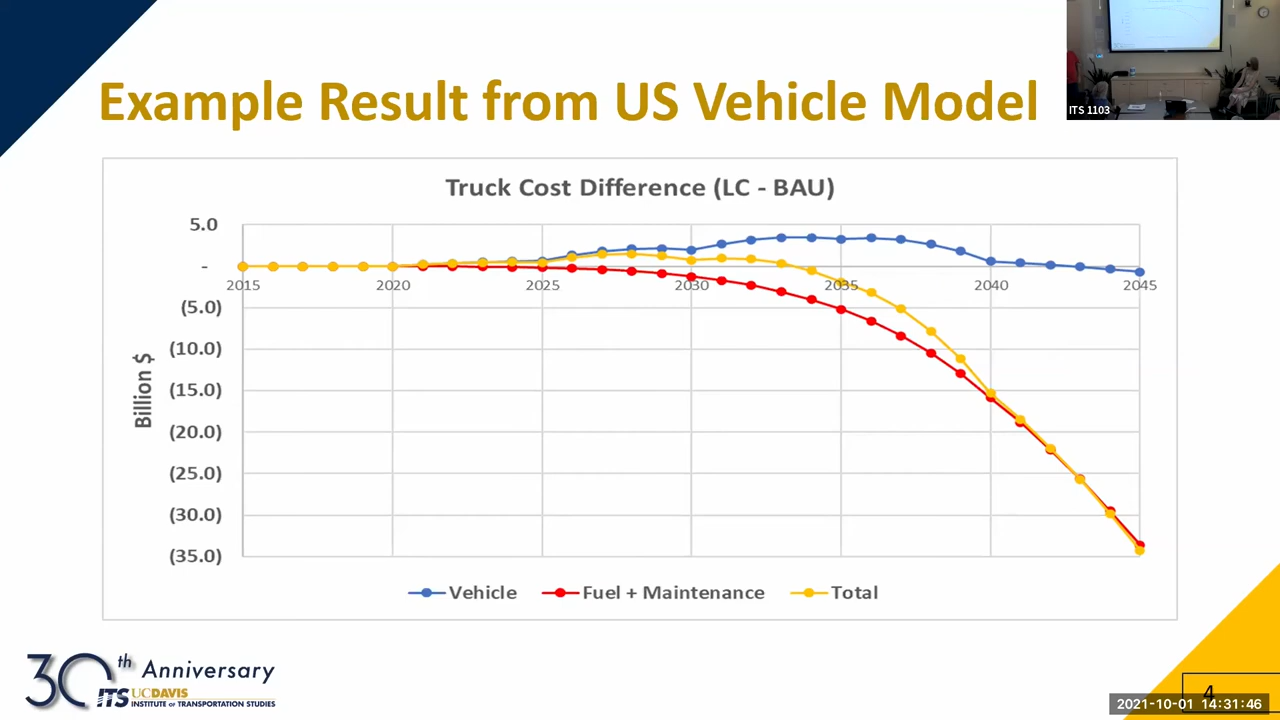 Example Result from US Vehicle Model
ITS 1103
Truck Cost Difference (LC - BAU)
5.0
-
(5.0)
(10.0)
(15.0)
(20.0)
(25.0)
(30.0)
(35.0)
Billion $
2015 2020 2025 2030 2035 2040 2045
Vehicle Fuel + Maintenance Total
30th Anniversary
ITS UCDAVIS
INSTITUTE OF TRANSPORTATION STUDIES
4
2021-10-01 14:31:46